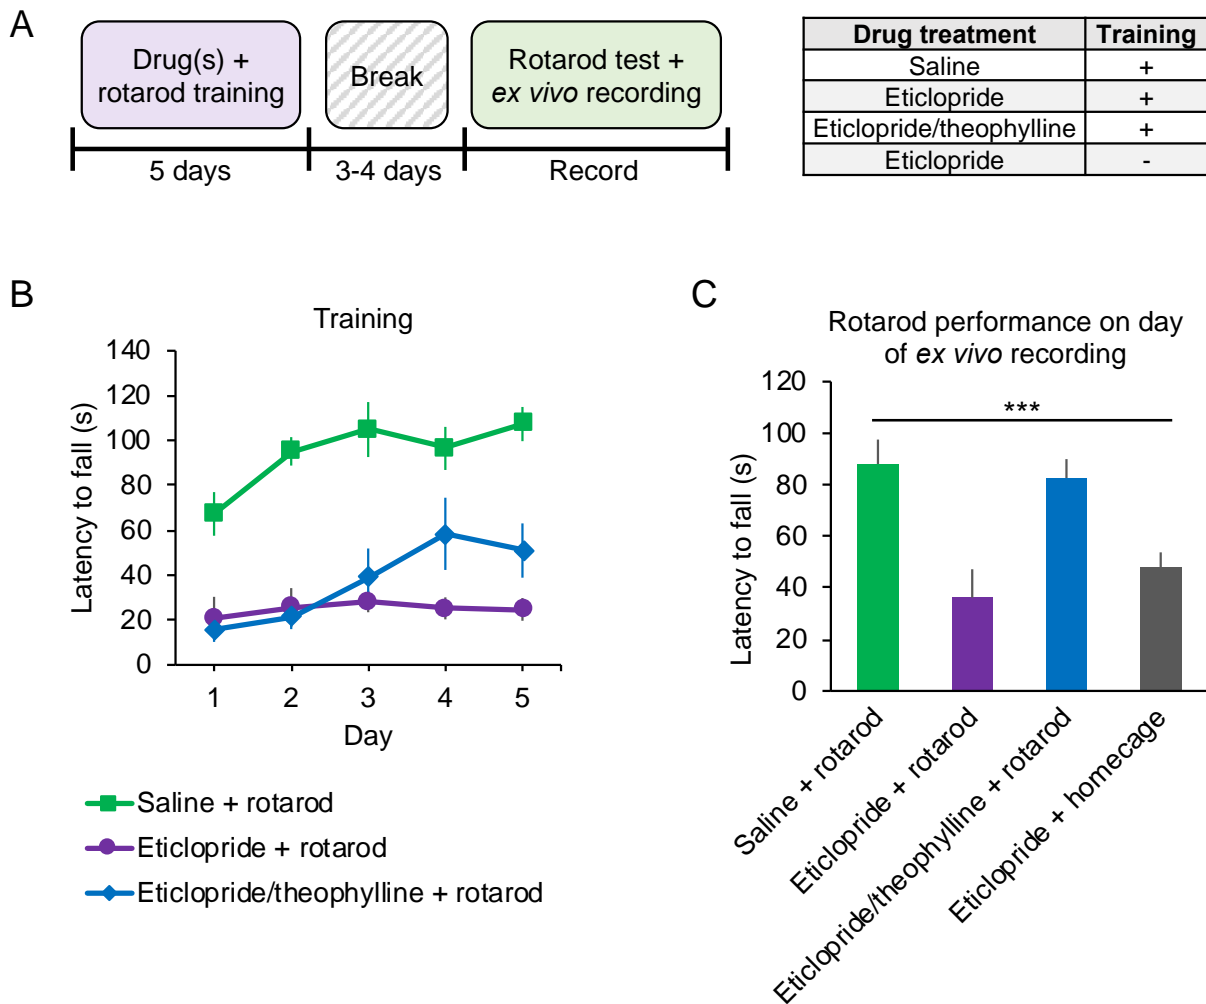 A
Drug(s) +
rotarod training
Break
Rotarod test +
ex vivo recording
5 days
3-4 days
Record
Drug treatment Training
Saline +
Eticlopride +
Eticlopride/theophylline +
Eticlopride -
B
Training
Latency to fall (s)
140
120
100
80
60
40
20
0
1 2 3 4 5
Day
Saline + rotarod
Eticlopride + rotarod
Eticlopride/theophylline + rotarod
C
Rotarod performance on day
of ex vivo recording
Latency to fall (s)
120
100
80
60
40
20
0
***
Saline + rotarod
Eticlopride + rotarod
Eticlopride/theophylline + rotarod
Eticlopride + homecage